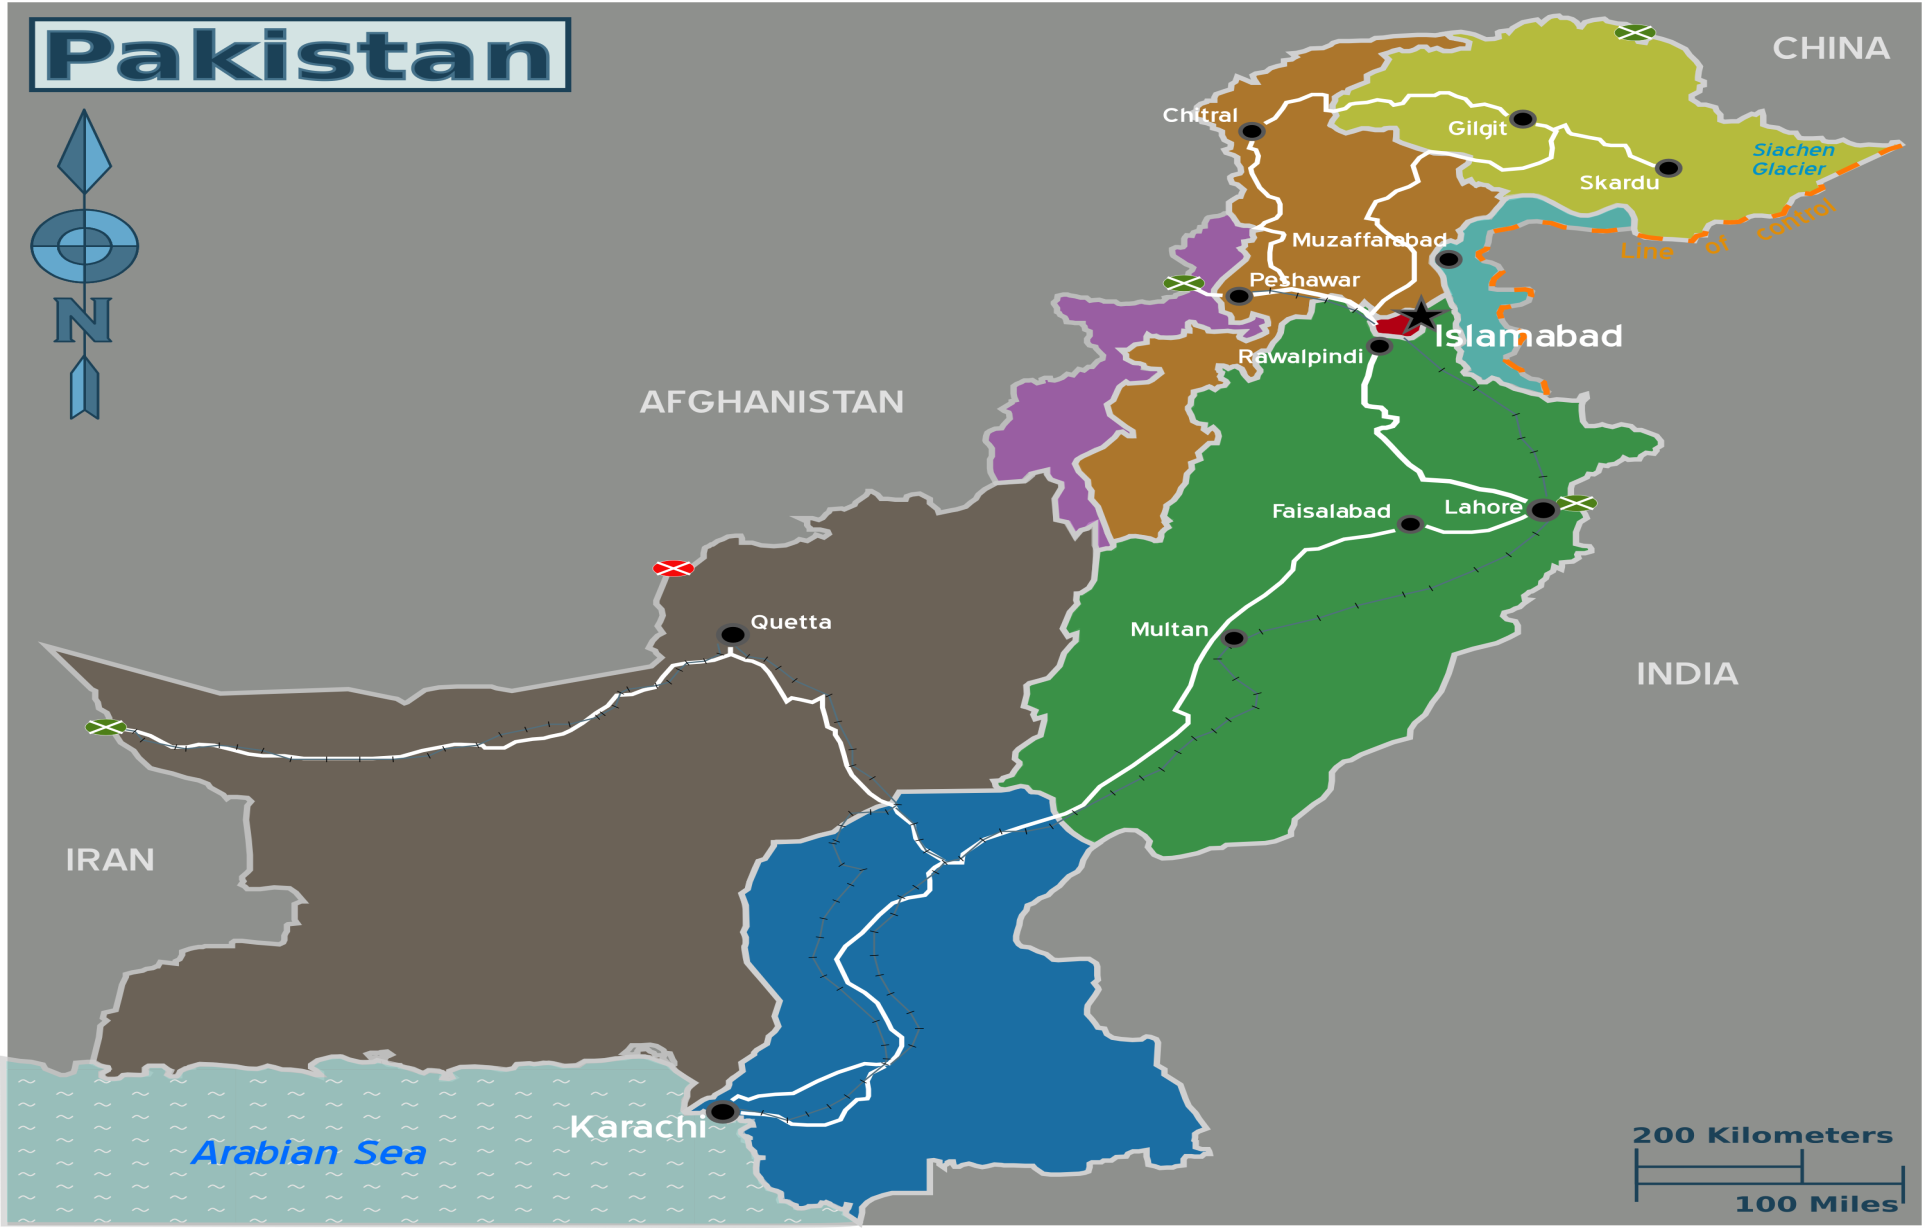 Pakistan
CHINA
Chitral
Gilgit
Siachen
Glacier
Skardu
Line of control
Muzaffarabad
Peshawar
Islamabad
Rawalpindi
N
AFGHANISTAN
Faisalabad
Lahore
Quetta
Multan
INDIA
IRAN
Karachi
Arabian Sea
200 Kilometers
100 Miles